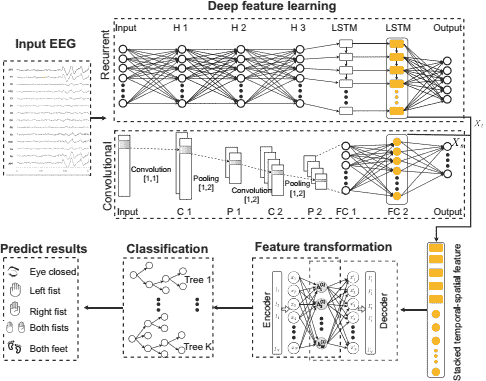 Deep feature learning
Input EEG
Recurrent
Input H 1 H 2 H 3 LSTM LSTM Output
Convolutional
Convolution
[1,1]
Pooling
[1,2]
Convolution
[1,2]
Pooling
[1,2]
Input C 1 P 1 C 2 P 2 FC 1 FC 2 Output
Stacked temporal-spatial feature
Feature transformation
Encoder
Decoder
Classification
Tree 1
Tree K
Predict results
Eye closed
Left fist
Right fist
Both fists
Both feet